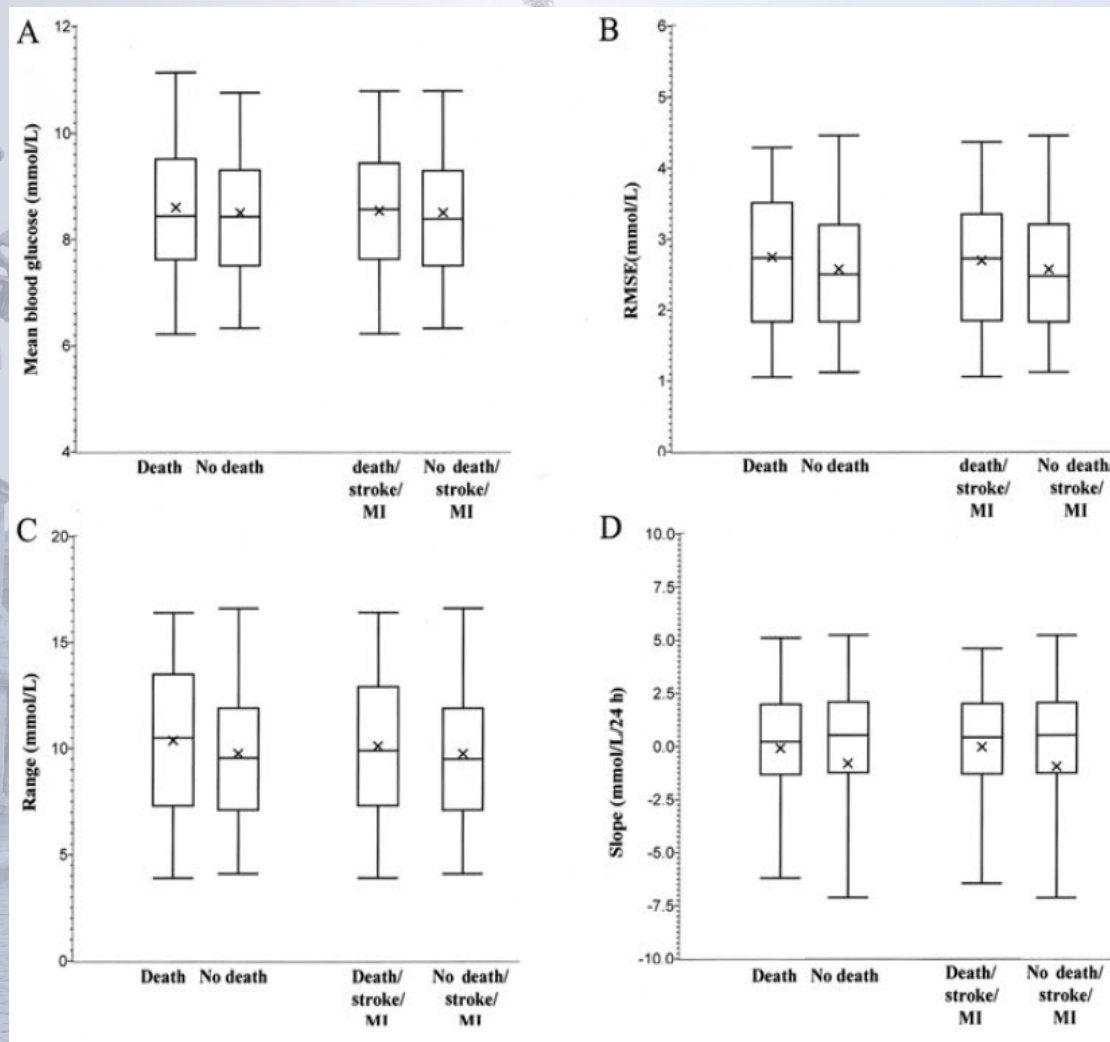 A
Mean blood glucose (mmol/L)
12
10
8
6
4
Death No death
death/ No death/
stroke/ stroke/
MI MI
B
RMSE(mmol/L)
6
5
4
3
2
1
0
Death No death
death/ No death/
stroke/ stroke/
MI MI
C
Range (mmol/L)
20
15
10
5
0
Death No death
Death/ No death/
stroke/ stroke/
MI MI
D
Slope (mmol/L/24 h)
10.0
7.5
5.0
2.5
0.0
-2.5
-5.0
-7.5
-10.0
Death No death
Death/ No death/
stroke/ stroke/
MI MI